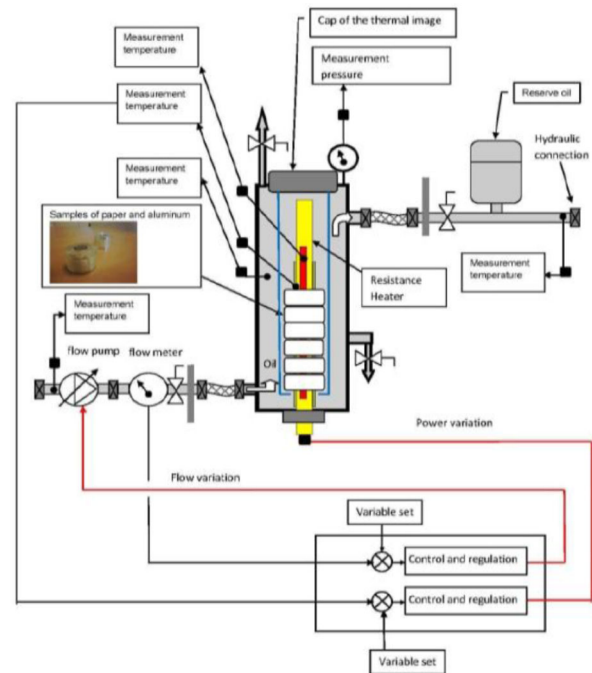 Cap of the thermal image
Measurement
temperature
Measurement
pressure
Measurement
temperature
Reserve oil
Hydraulic
connection
Measurement
temperature
Samples of paper and aluminum
Resistance
Heater
Measurement
temperature
Measurement
temperature
flow pump
flow meter
Oil
Power variation
Flow variation
Variable set
Control and regulation
Control and regulation
Variable set